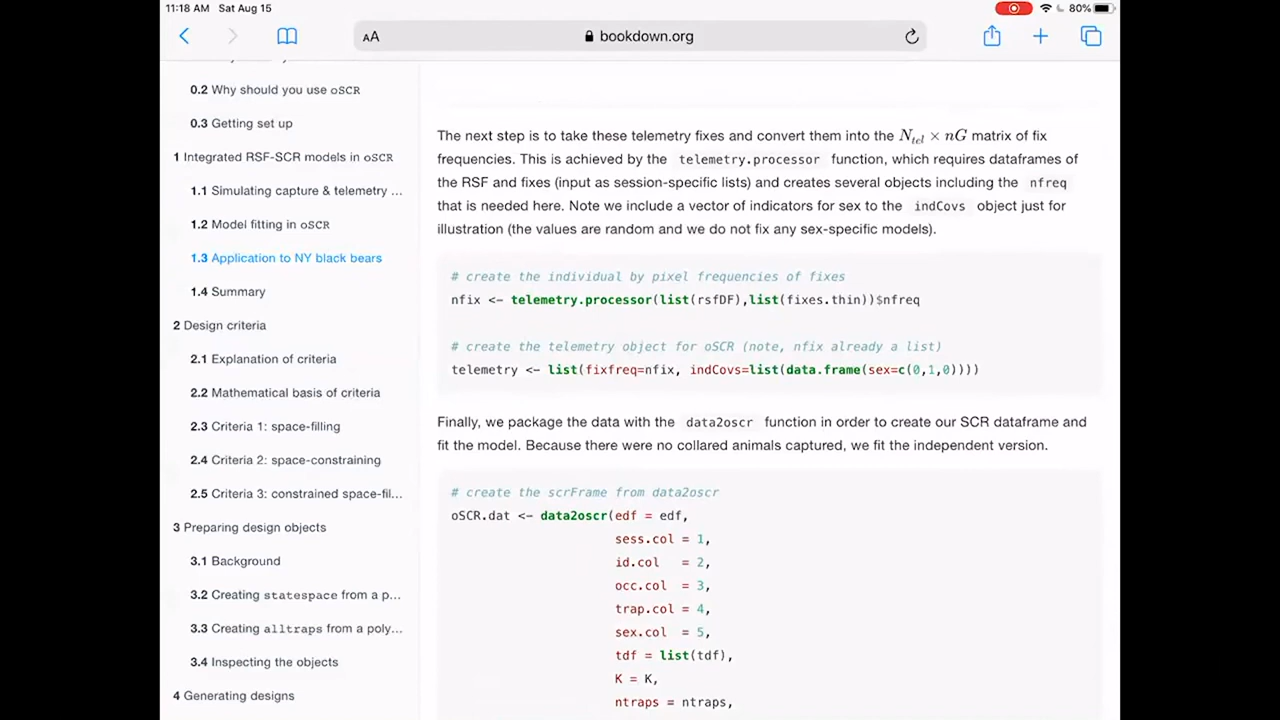 11:18 AM Sat Aug 15
80%
AA
bookdown.org
0.2 Why should you use oSCR
0.3 Getting set up
1 Integrated RSF-SCR models in oSCR
1.1 Simulating capture & telemetry ...
1.2 Model fitting in oSCR
1.3 Application to NY black bears
1.4 Summary
2 Design criteria
2.1 Explanation of criteria
2.2 Mathematical basis of criteria
2.3 Criteria 1: space-filling
2.4 Criteria 2: space-constraining
2.5 Criteria 3: constrained space-fil...
3 Preparing design objects
3.1 Background
3.2 Creating statespace from a p...
3.3 Creating alltraps from a poly...
3.4 Inspecting the objects
4 Generating designs
The next step is to take these telemetry fixes and convert them into the N_tel × nG matrix of fix
frequencies. This is achieved by the telemetry.processor function, which requires dataframes of
the RSF and fixes (input as session-specific lists) and creates several objects including the nfreq
that is needed here. Note we include a vector of indicators for sex to the indCovs object just for
illustration (the values are random and we do not fix any sex-specific models).
# create the individual by pixel frequencies of fixes
nfix <- telemetry.processor(list(rsfDF),list(fixes.thin))$nfreq
# create the telemetry object for oSCR (note, nfix already a list)
telemetry <- list(fixfreq=nfix, indCovs=list(data.frame(sex=c(0,1,0))))
Finally, we package the data with the data2oscr function in order to create our SCR dataframe and
fit the model. Because there were no collared animals captured, we fit the independent version.
# create the scrFrame from data2oscr
oSCR.dat <- data2oscr(edf = edf,
sess.col = 1,
id.col = 2,
occ.col = 3,
trap.col = 4,
sex.col = 5,
tdf = list(tdf),
K = K,
ntraps = ntraps,